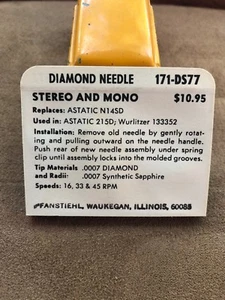 DIAMOND NEEDLE 171-DS77
STEREO AND MONO $10.95
Replaces: ASTATIC N14SD
Used in: ASTATIC 215D; Wurlitzer 133352
Installation: Remove old needle by gently rotat-
ing and pulling outward on the needle handle.
Push rear of new needle assembly under spring
clip until assembly locks into the molded grooves.
Tip Materials .0007 DIAMOND
and Radii: .0007 Synthetic Sapphire
Speeds: 16, 33 & 45 RPM
PFANSTIEHL, WAUKEGAN, ILLINOIS, 60085